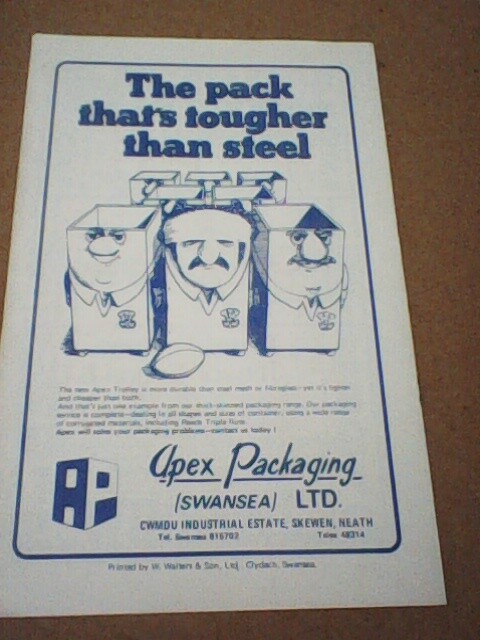 The pack
that's tougher
than steel
The new Apex Trolley is more durable than steel mesh or fibreglass—yet it's lighter
and cheaper than both.
And that's just one example from our thick-skinned packaging range. Our packaging
service is complete—dealing in all shapes and sizes of container, using a wide range
of corrugated materials, including Triple Flute.
Apex will solve your packaging problems—contact us today!
AP
Apex Packaging
(SWANSEA) LTD.
CWMDU INDUSTRIAL ESTATE, SKEWEN, NEATH
Tel. Swansea 815702 Telex 48314
Printed by W. Walters & Son, Ltd., Clydach, Swansea.